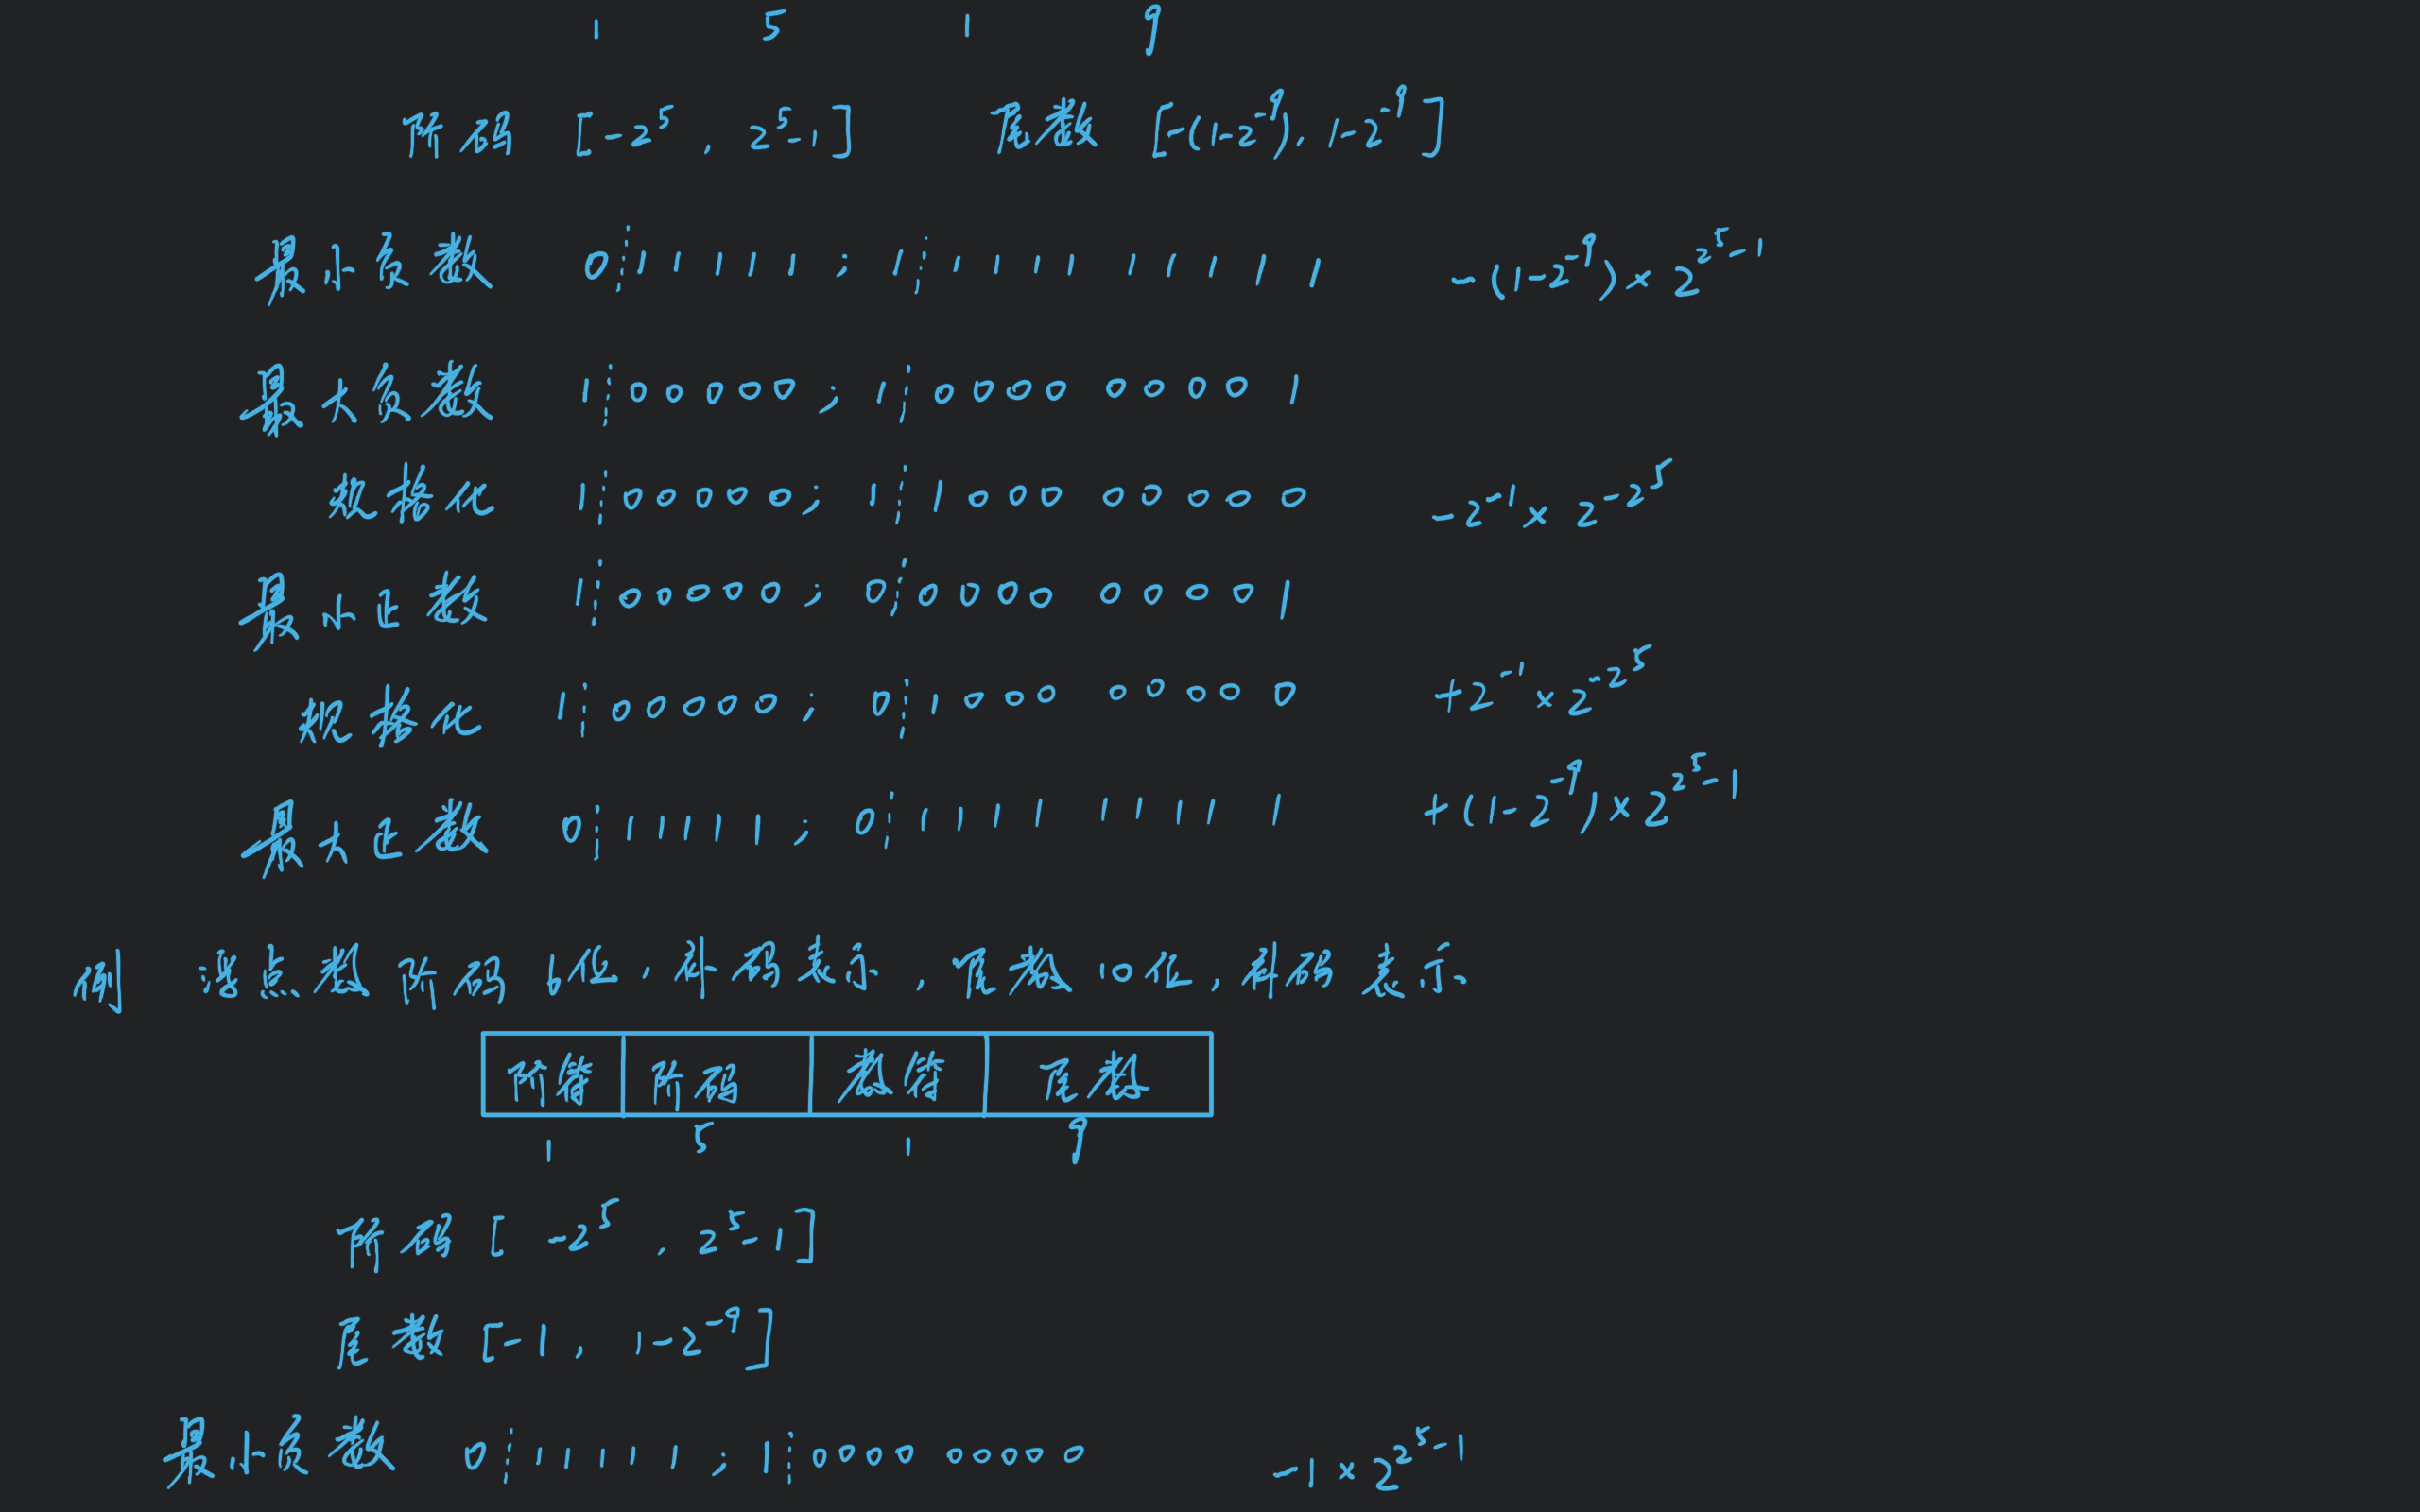 1 5 1 9
阶码 [-2^5, 2^5-1] 尾数 [-(1-2^-9), 1-2^-9]
最小负数 0 11111; 1 1111 11111 -(1-2^-9)×2^(2^5-1)
最大负数 1 00000; 1 0000 00001
规格化 1 00000; 1 1000 00000 -2^-1×2^(-2^5)
最小正数 1 00000; 0 0000 00001
规格化 1 00000; 0 1000 00000 +2^-1×2^(-2^5)
最大正数 0 11111; 0 1111 11111 +(1-2^-9)×2^(2^5-1)
例:浮点数阶码6位,补码表示,尾数10位,补码表示.
阶符 阶码 数符 尾数
1 5 1 9
阶码 [-2^5, 2^5-1]
尾数 [-1, 1-2^-9]
最小负数 0 11111; 1 0000 00000 -1×2^(2^5-1)